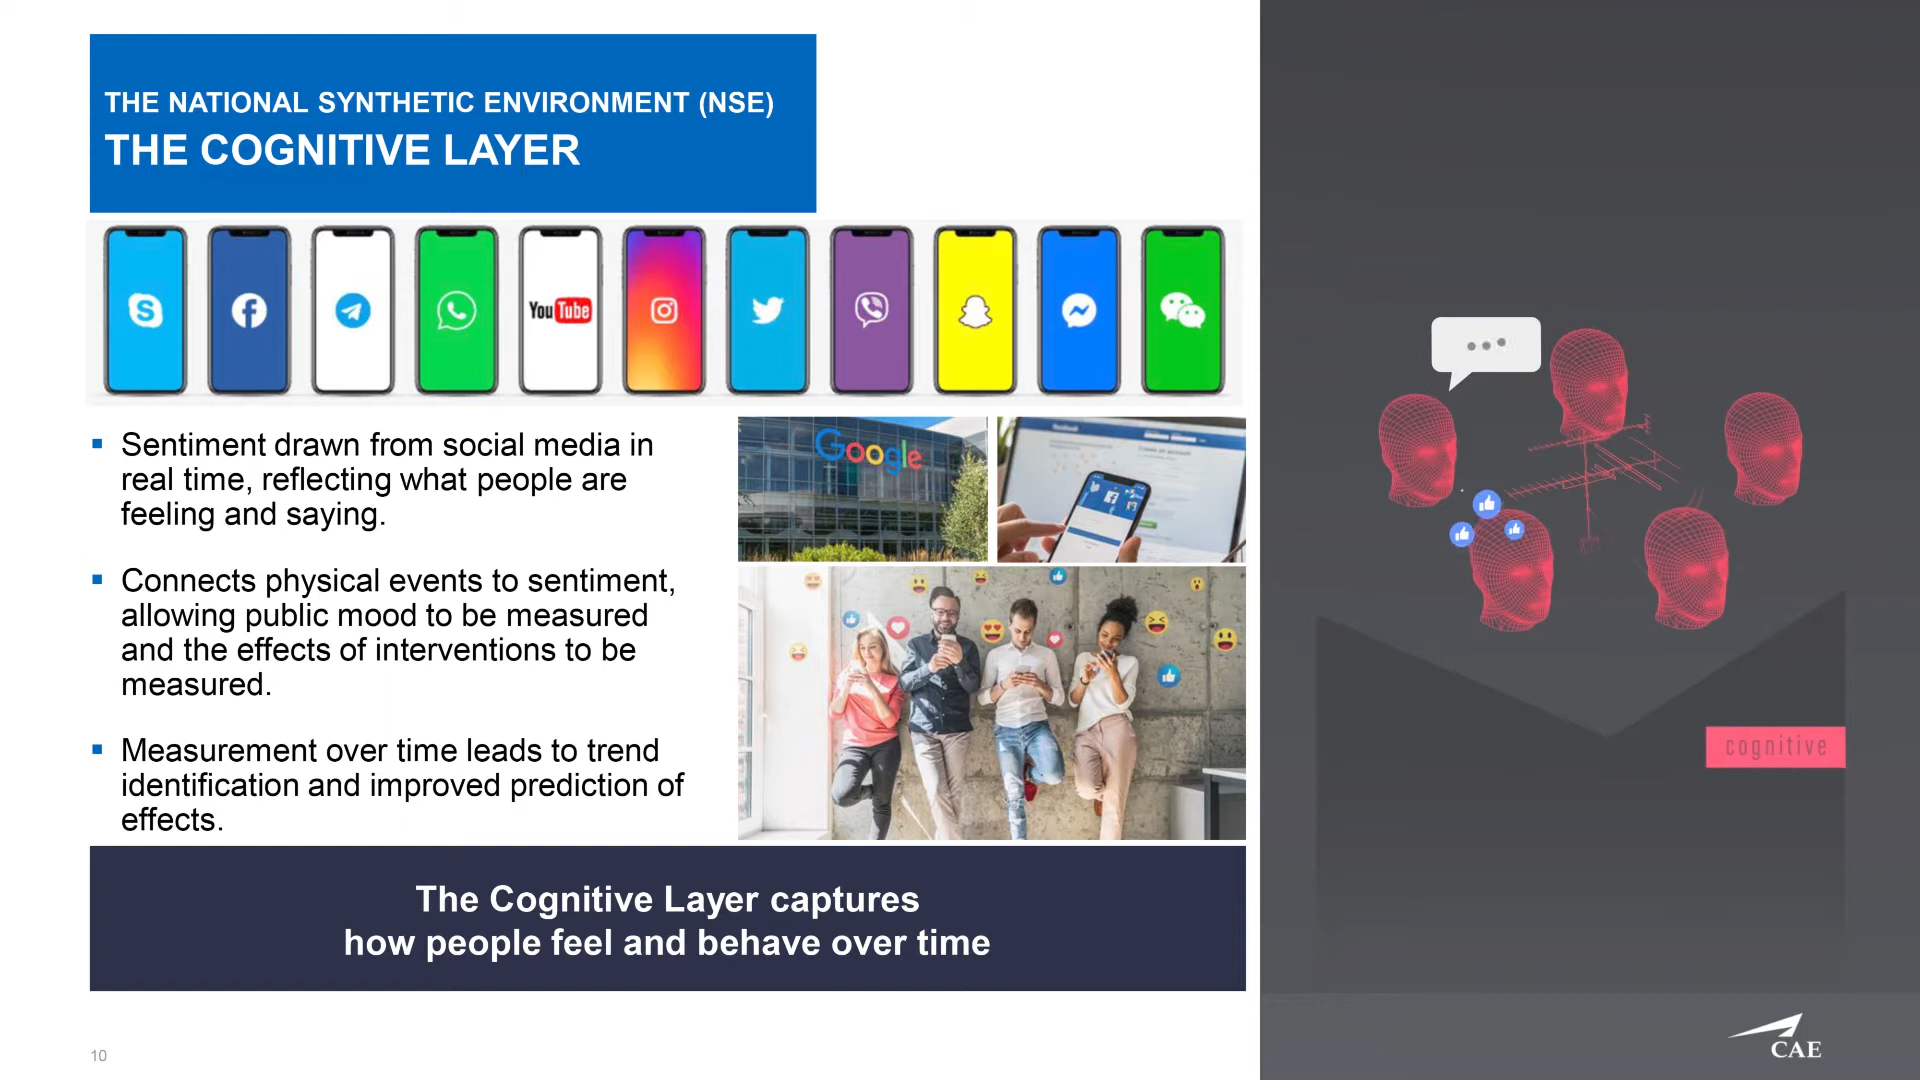 THE NATIONAL SYNTHETIC ENVIRONMENT (NSE)
THE COGNITIVE LAYER
YouTube
▪ Sentiment drawn from social media in
real time, reflecting what people are
feeling and saying.
Google
▪ Connects physical events to sentiment,
allowing public mood to be measured
and the effects of interventions to be
measured.
▪ Measurement over time leads to trend
identification and improved prediction of
effects.
cognitive
The Cognitive Layer captures
how people feel and behave over time
10
CAE